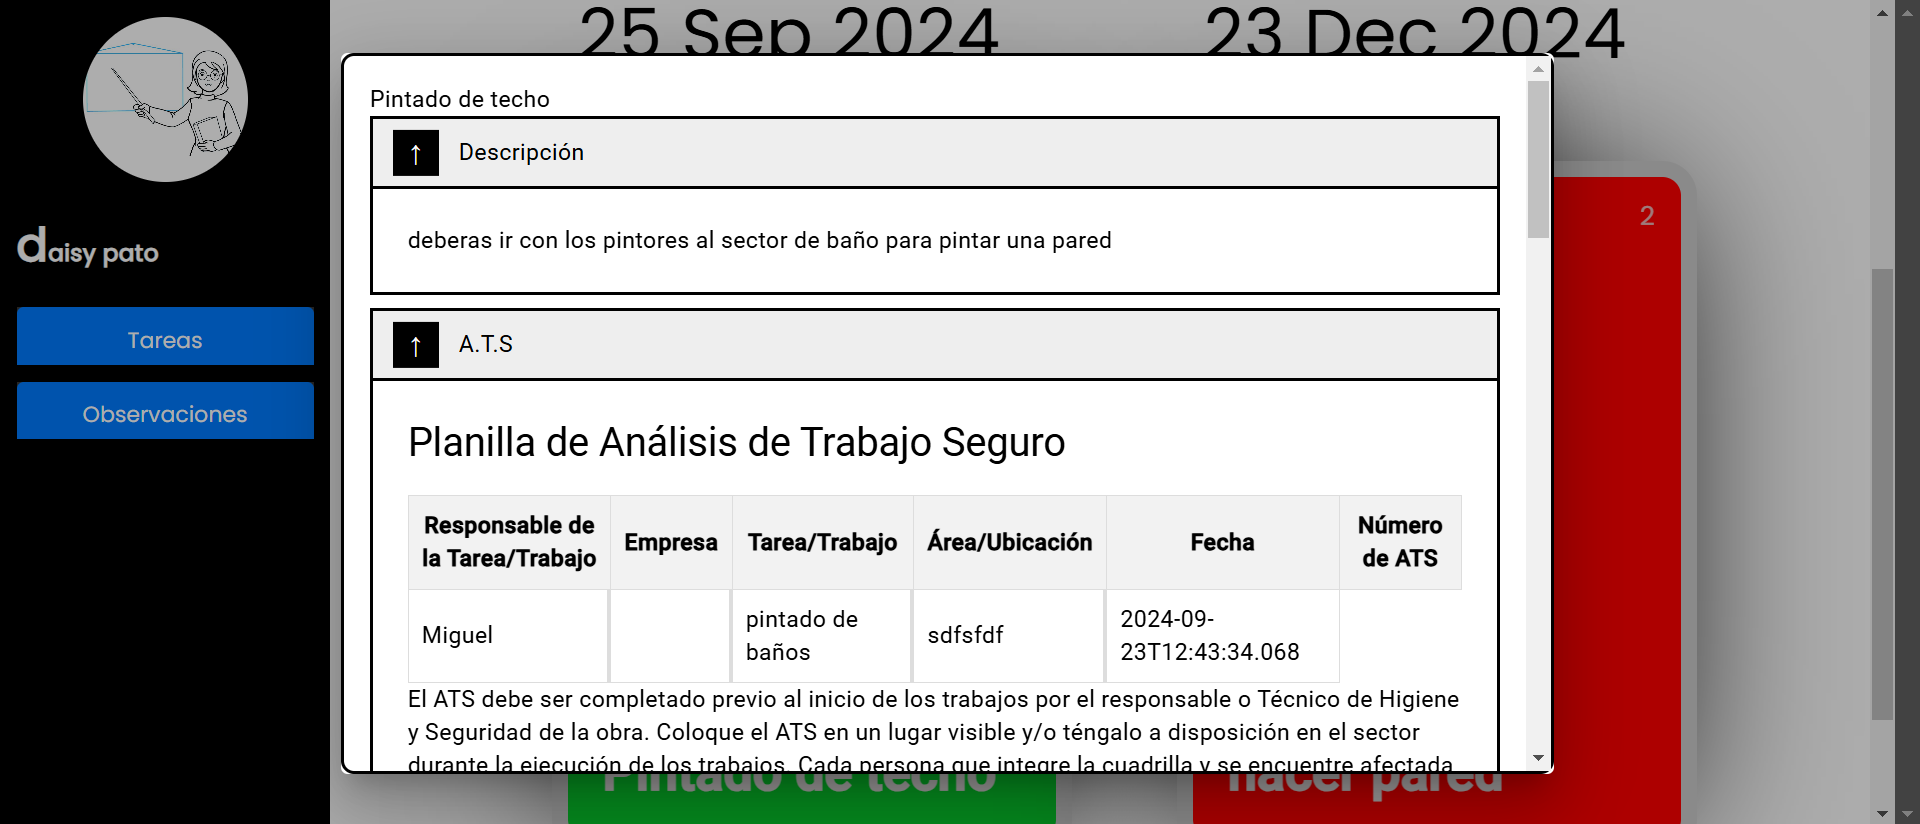 25 Sep 2024
23 Dec 2024
daisy pato
Tareas
Observaciones
Pintado de techo
↑ Descripción
deberas ir con los pintores al sector de baño para pintar una pared
↑ A.T.S
Planilla de Análisis de Trabajo Seguro
Responsable de
la Tarea/Trabajo
Empresa
Tarea/Trabajo
Área/Ubicación
Fecha
Número
de ATS
Miguel
pintado de
baños
sdfsfdf
2024-09-
23T12:43:34.068
El ATS debe ser completado previo al inicio de los trabajos por el responsable o Técnico de Higiene
y Seguridad de la obra. Coloque el ATS en un lugar visible y/o téngalo a disposición en el sector
durante la ejecución de los trabajos. Cada persona que integre la cuadrilla y se encuentre afectada
2
Pintado de techo
hacer pared